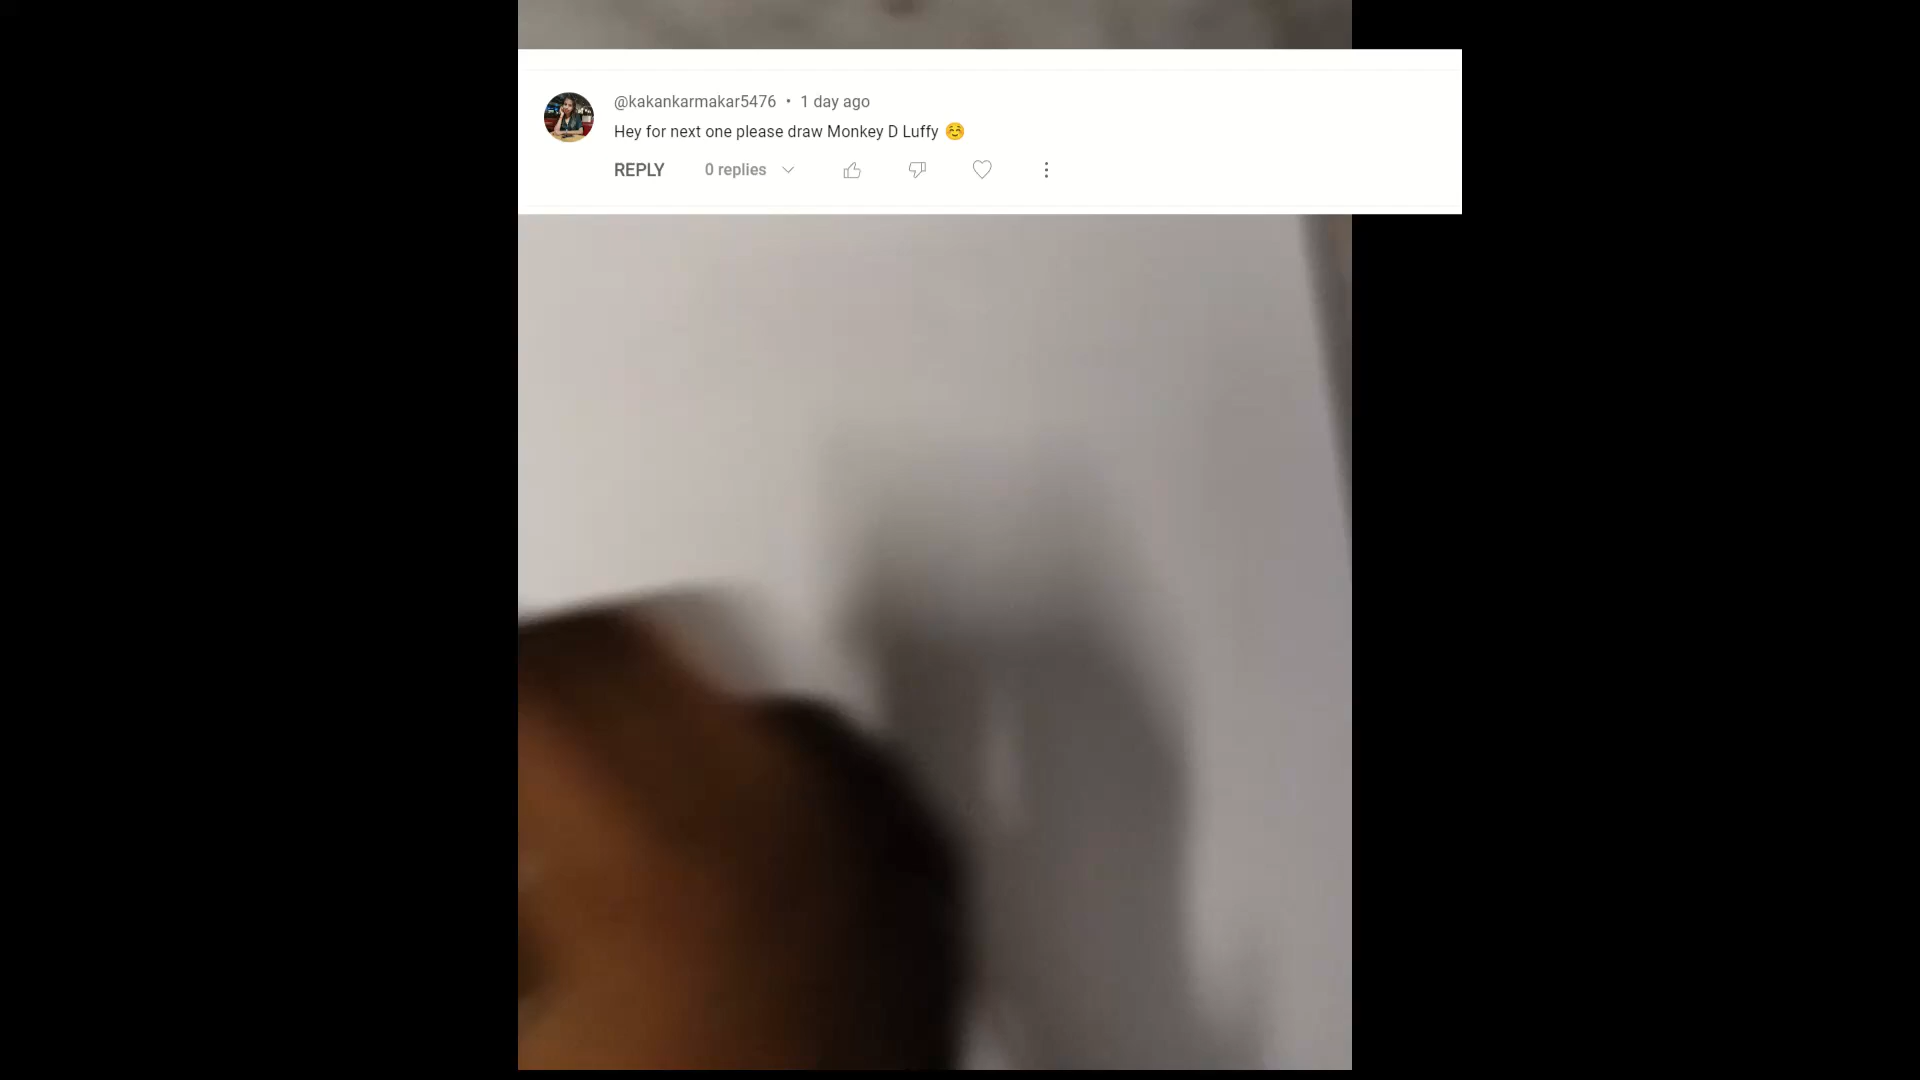 @kakankarmakar5476 • 1 day ago
Hey for next one please draw Monkey D Luffy ☺️
REPLY 0 replies